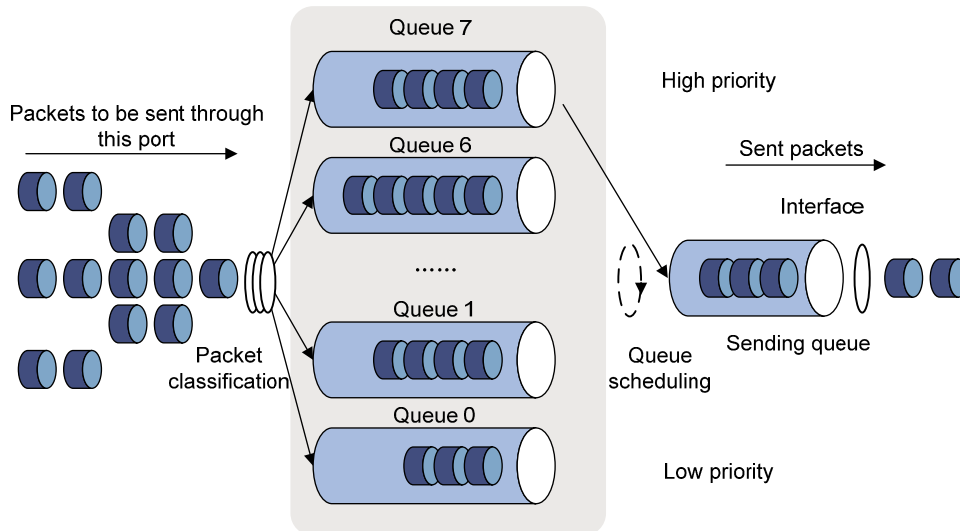 Queue 7
High priority
Packets to be sent through
this port
Queue 6
Sent packets
Interface
......
Queue 1
Sending queue
Packet
classification
Queue
scheduling
Queue 0
Low priority